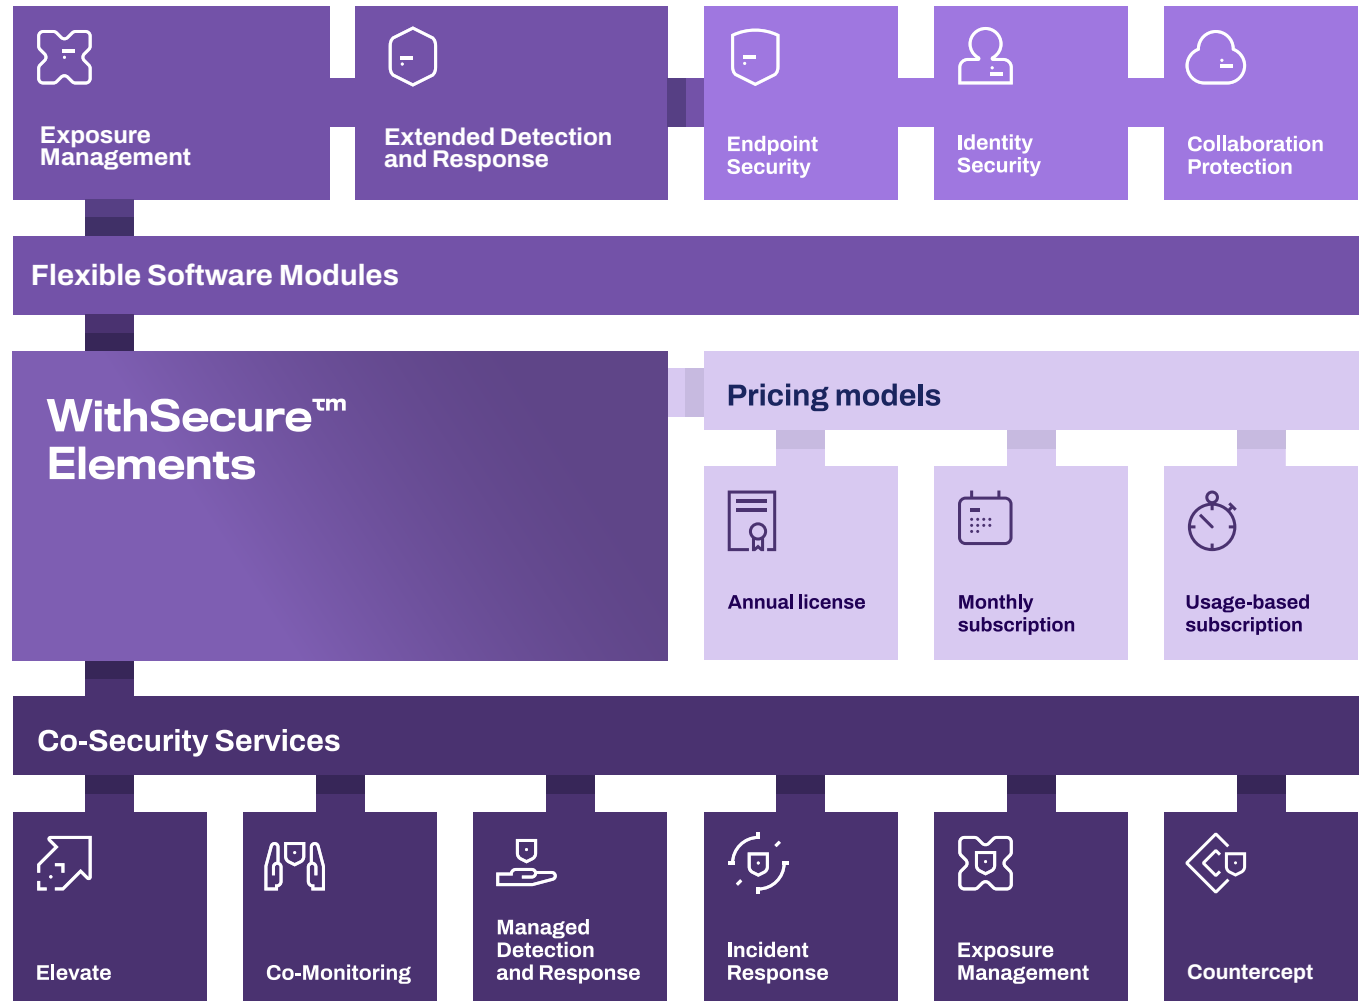 Exposure
Management
Extended Detection
and Response
Endpoint
Security
Identity
Security
Collaboration
Protection
Flexible Software Modules
WithSecure™
Elements
Pricing models
Annual license
Monthly
subscription
Usage-based
subscription
Co-Security Services
Elevate
Co-Monitoring
Managed
Detection
and Response
Incident
Response
Exposure
Management
Countercept